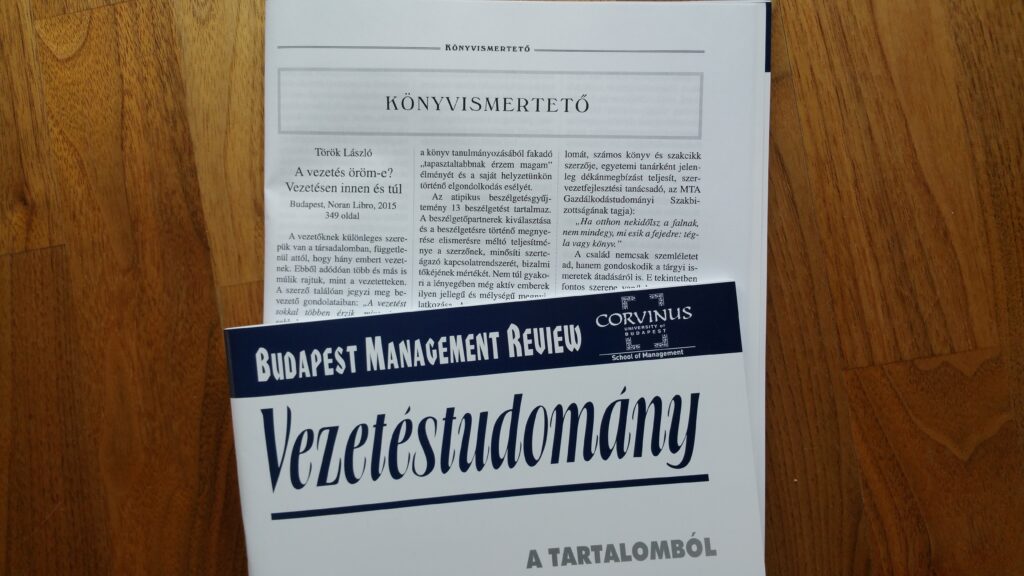 KÖNYVISMERTETŐ
KÖNYVISMERTETŐ
Török László
A vezetés öröm-e?
Vezetésen innen és túl
Budapest, Noran Libro, 2015
349 oldal
A vezetőknek különleges szere-
pük van a társadalomban, függetle-
nül attól, hogy hány embert vezet-
nek. Ebből adódóan több és más is
múlik rajtuk, mint a vezetetteken.
A szerző találóan jegyzi meg be-
vezető gondolataiban: „A vezetést
sokkal többen érzik
a könyv tanulmányozásából fakadó
„tapasztaltabbnak érzem magam"
élményét és a saját helyzetünkön
történő elgondolkodás esélyét.
Az atipikus beszélgetésgyűj-
temény 13 beszélgetést tartalmaz.
A beszélgetőpartnerek kiválasztása
és a beszélgetésre történő megnye-
rése elismerésre méltó teljesítmé-
nye a szerzőnek, minősíti szerte-
ágazó kapcsolatrendszerét, bizalmi
tőkéjének mértékét. Nem túl gyako-
ri a lényegében még aktív emberek
ilyen jellegű és mélységű
lomát, számos könyv és szakcikk
szerzője, egyetemi tanárként jelen-
leg dékánmegbízást teljesít, szer-
vezetfejlesztési tanácsadó, az MTA
Gazdálkodástudományi Szakbi-
zottságának tagja):
„Ha otthon nekidőlsz a falnak,
nem mindegy, mi esik a fejedre: tég-
la vagy könyv."
A család nemcsak szemléletet
ad, hanem gondoskodik a tárgyi is-
meretek átadásáról is. E tekintetben
fontos szerepe
BUDAPEST MANAGEMENT REVIEW
CORVINUS
UNIVERSITY of
BUDAPEST
School of Management
Vezetéstudomány
A TARTALOMBÓL